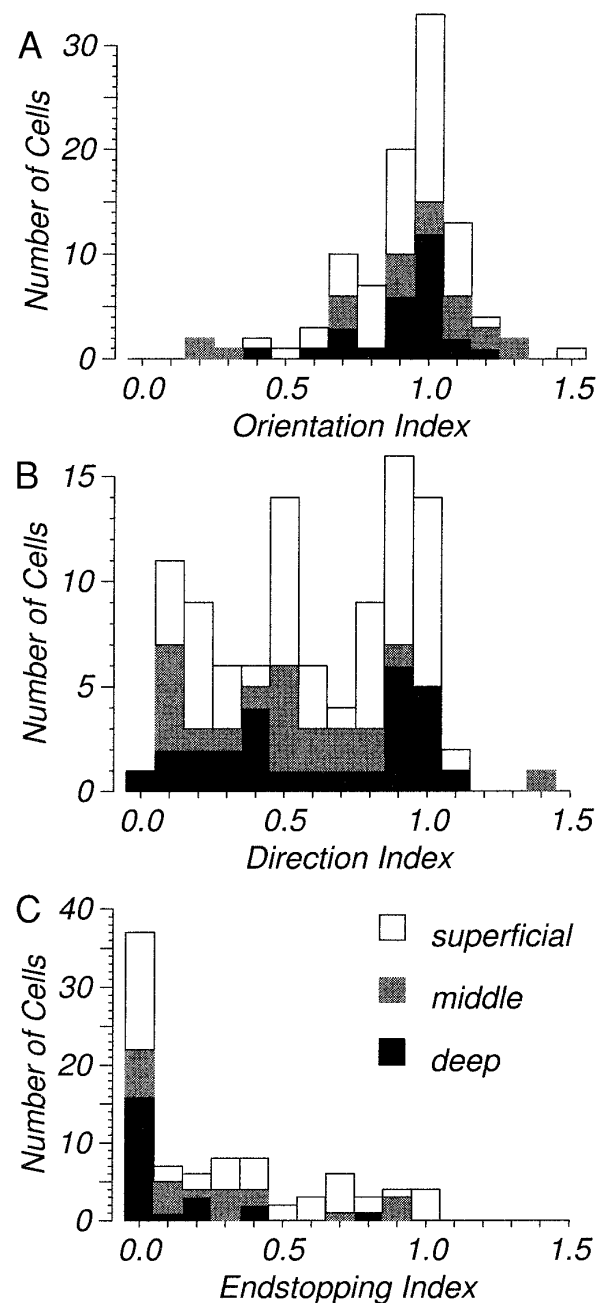 A
Number of Cells
30
20
10
0
0.0 0.5 1.0 1.5
Orientation Index
B
Number of Cells
15
10
5
0
0.0 0.5 1.0 1.5
Direction Index
C
Number of Cells
40
30
20
10
0
superficial
middle
deep
0.0 0.5 1.0 1.5
Endstopping Index